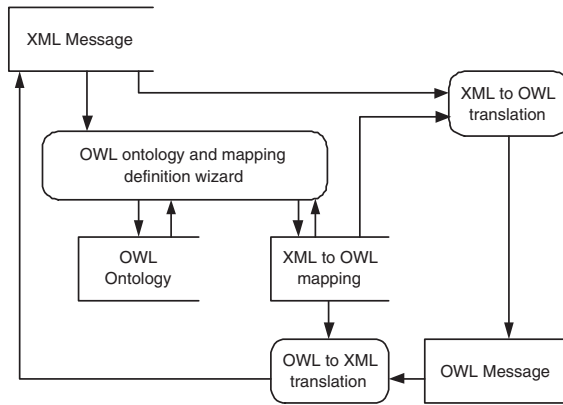 XML Message
XML to OWL
translation
OWL ontology and mapping
definition wizard
OWL
Ontology
XML to OWL
mapping
OWL to XML
translation
OWL Message